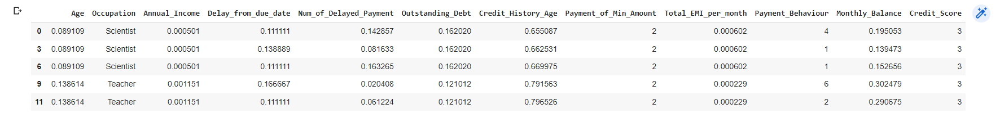 Age Occupation Annual_Income Delay_from_due_date Num_of_Delayed_Payment Outstanding_Debt Credit_History_Age Payment_of_Min_Amount Total_EMI_per_month Payment_Behaviour Monthly_Balance Credit_Score
0 0.089109 Scientist 0.000501 0.111111 0.142857 0.162020 0.655087 2 0.000602 4 0.195053 3
3 0.089109 Scientist 0.000501 0.138889 0.081633 0.162020 0.662531 2 0.000602 1 0.139473 3
6 0.089109 Scientist 0.000501 0.111111 0.163265 0.162020 0.669975 2 0.000602 1 0.152656 3
9 0.138614 Teacher 0.001151 0.166667 0.020408 0.121012 0.791563 2 0.000229 6 0.302479 3
11 0.138614 Teacher 0.001151 0.111111 0.061224 0.121012 0.796526 2 0.000229 2 0.290675 3